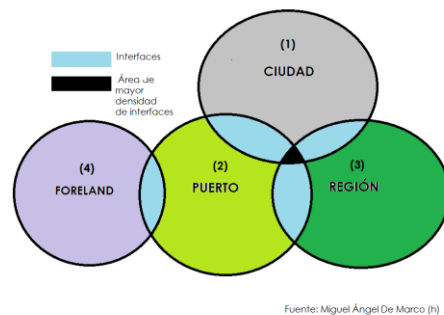 Interfaces
Área de
mayor
densidad
de interfaces
(1)
CIUDAD
(2)
PUERTO
(3)
REGIÓN
(4)
FORELAND
Fuente: Miguel Ángel De Marco (h)